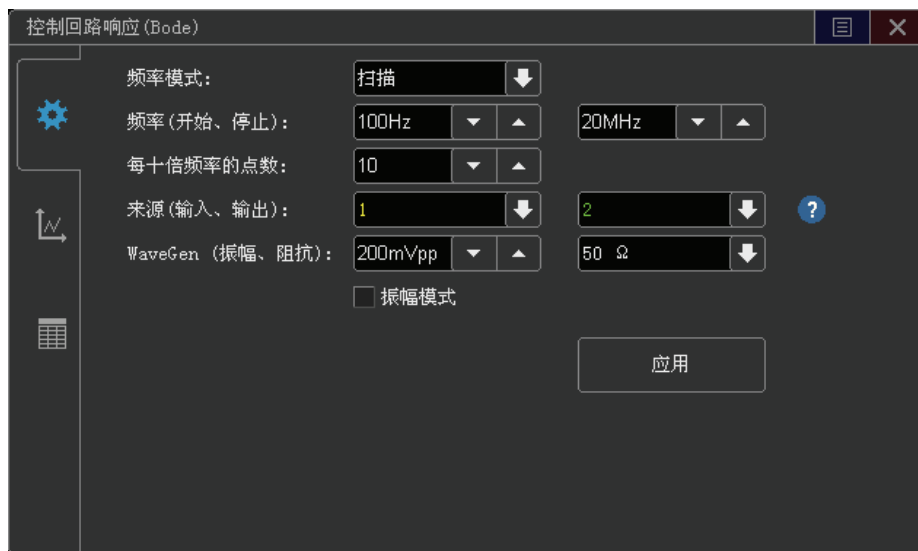 控制回路响应(Bode)
频率模式: 扫描
频率(开始、停止): 100Hz 20MHz
每十倍频率的点数: 10
来源(输入、输出): 1 2 ?
WaveGen (振幅、阻抗): 200mVpp 50 Ω
振幅模式
应用